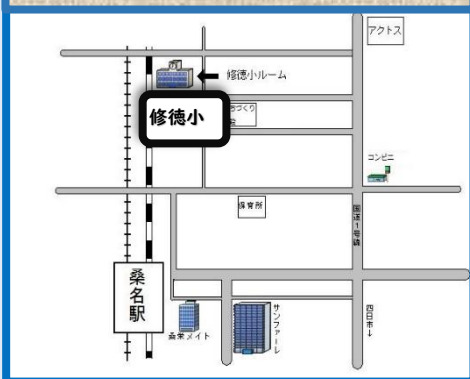 アクトス
修徳小ルーム
修徳小
コンビニ
保育所
国道1号線
桑名駅
桑栄メイト
サンファーレ
四日市↓